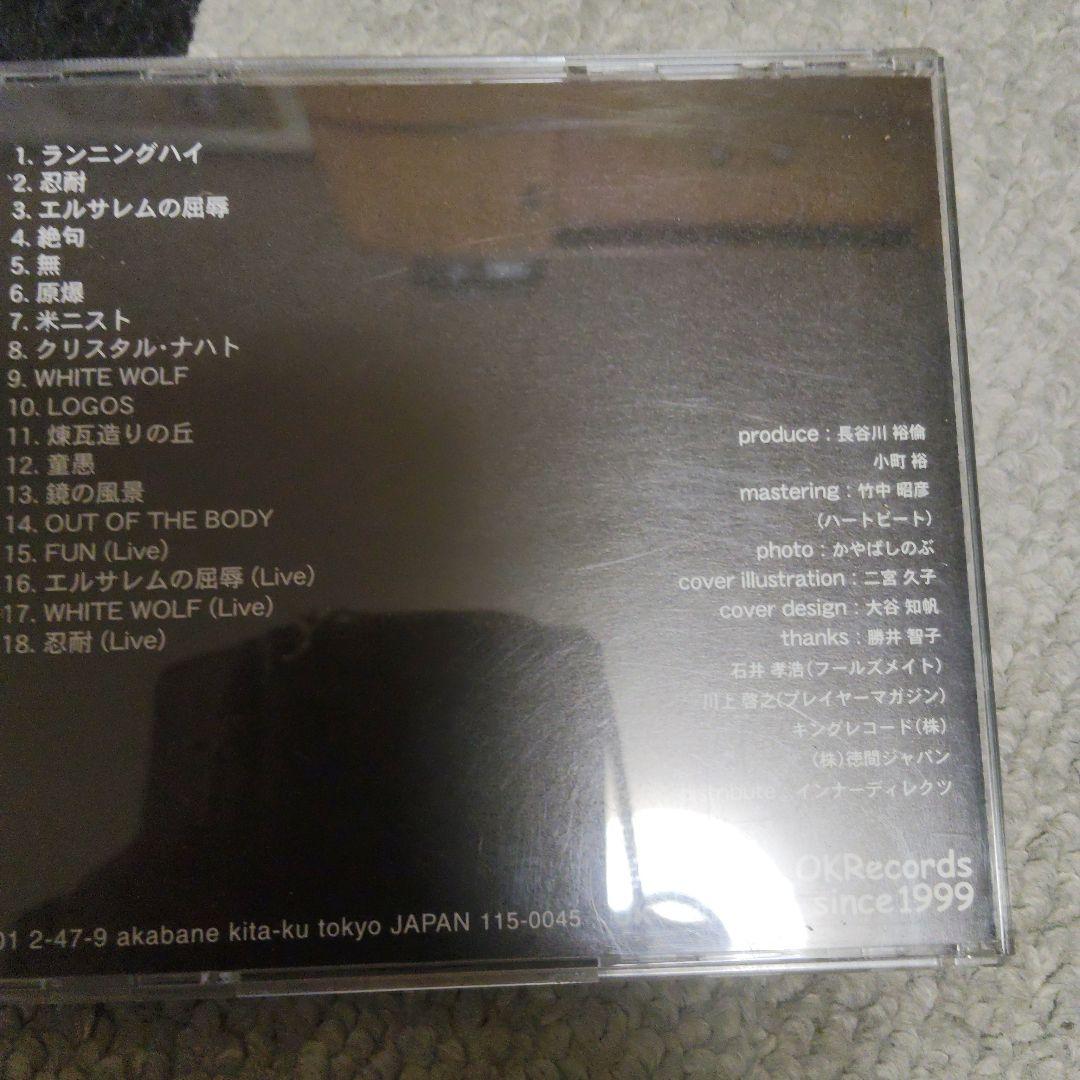 1. ランニングハイ
2. 忍耐
3. エルサレムの屈辱
4. 絶句
5. 無
6. 原爆
7. 米ニスト
8. クリスタル・ナハト
9. WHITE WOLF
10. LOGOS
11. 煉瓦造りの丘
12. 童愚
13. 鏡の風景
14. OUT OF THE BODY
15. FUN (Live)
16. エルサレムの屈辱 (Live)
17. WHITE WOLF (Live)
18. 忍耐 (Live)
produce : 長谷川 裕倫
小町 裕
mastering : 竹中 昭彦
(ハートビート)
photo : かやばしのぶ
cover illustration : 二宮 久子
cover design : 大谷 知帆
thanks : 勝井 智子
石井 孝浩(フールズメイト)
川上 啓之(プレイヤーマガジン)
キングレコード(株)
(株)徳間ジャパン
distribute : インナーディレクツ
OKRecords
since1999
01 2-47-9 akabane kita-ku tokyo JAPAN 115-0045